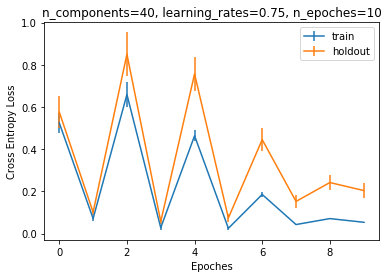 n_components=40, learning_rates=0.75, n_epoches=10
1.0
0.8
0.6
0.4
0.2
0.0
Cross Entropy Loss
train
holdout
0 2 4 6 8
Epoches